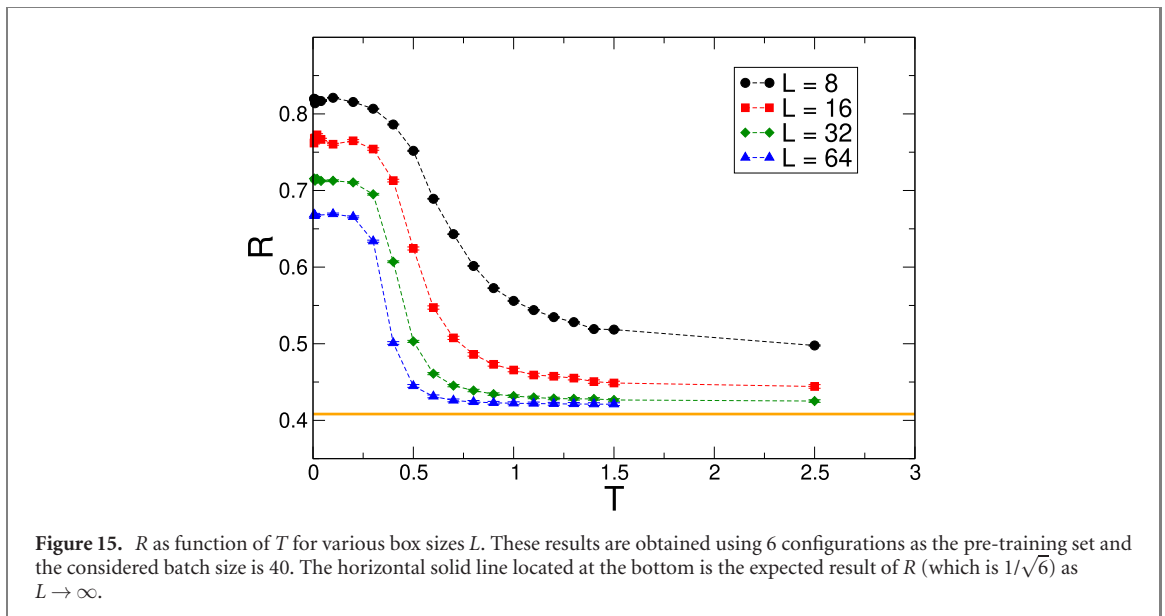 0.8
0.7
0.6
0.5
0.4
R
0
0.5
1
1.5
2
2.5
3
T
L = 8
L = 16
L = 32
L = 64
Figure 15. R as function of T for various box sizes L. These results are obtained using 6 configurations as the pre-training set and
the considered batch size is 40. The horizontal solid line located at the bottom is the expected result of R (which is 1/√6) as
L → ∞.